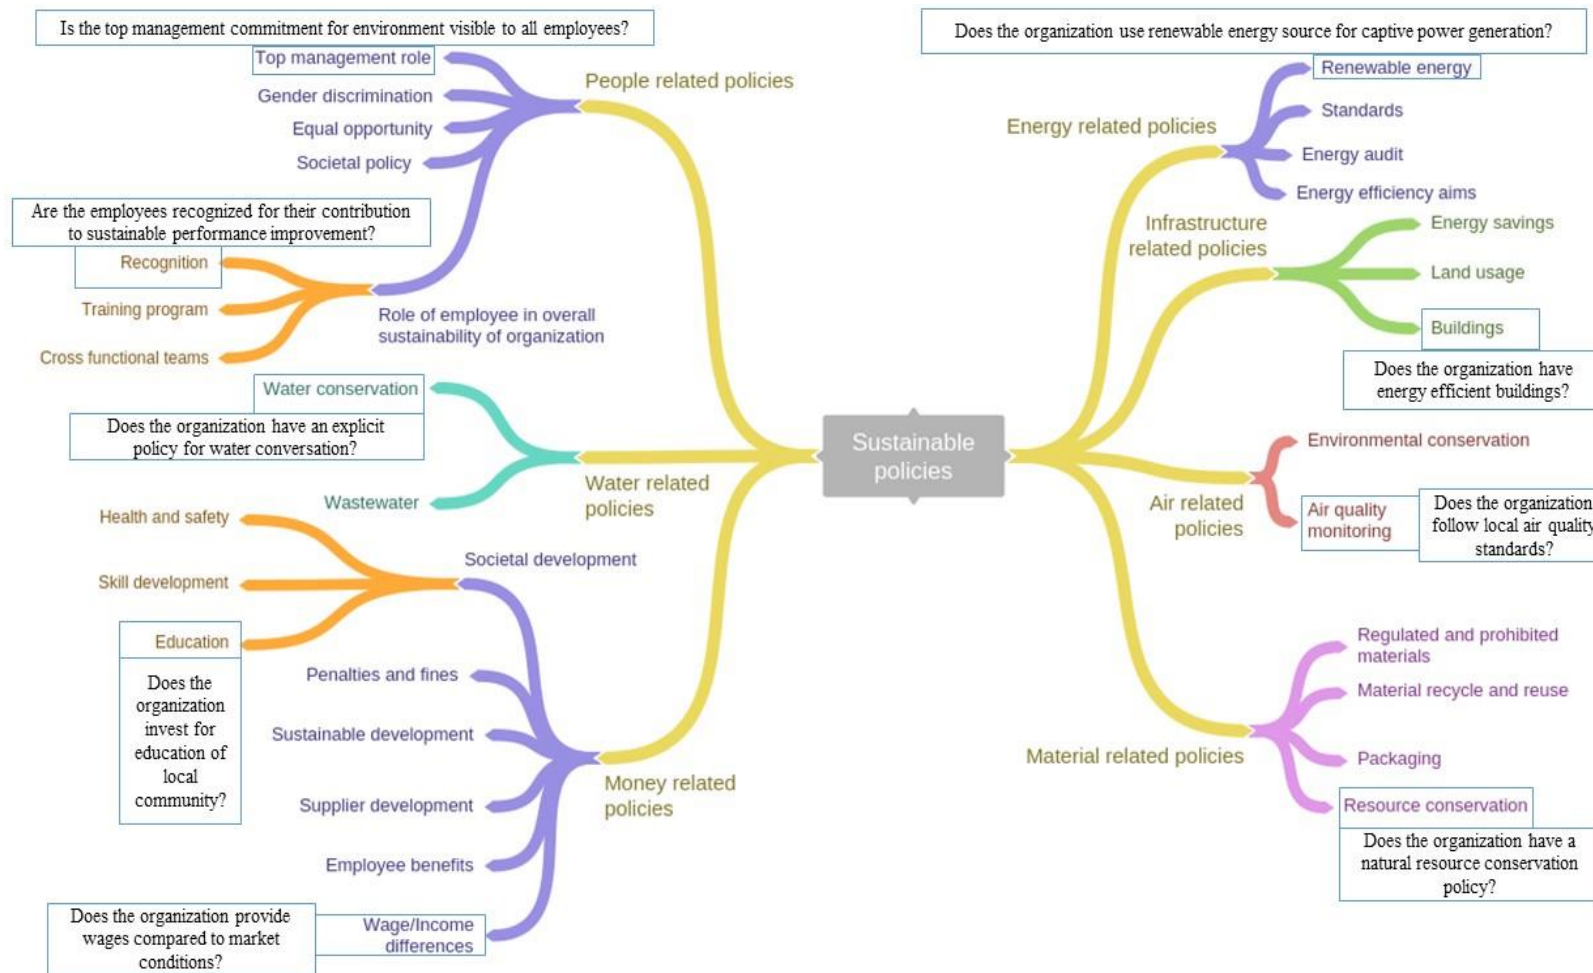 Is the top management commitment for environment visible to all employees?
Top management role
Gender discrimination
Equal opportunity
Societal policy
People related policies
Are the employees recognized for their contribution
to sustainable performance improvement?
Recognition
Training program
Cross functional teams
Role of employee in overall
sustainability of organization
Water conservation
Does the organization have an explicit
policy for water conversation?
Wastewater
Water related
policies
Health and safety
Skill development
Education
Does the
organization
invest for
education of
local
community?
Societal development
Penalties and fines
Sustainable development
Supplier development
Employee benefits
Wage/Income
differences
Does the organization provide
wages compared to market
conditions?
Money related
policies
Sustainable
policies
Does the organization use renewable energy source for captive power generation?
Renewable energy
Standards
Energy audit
Energy efficiency aims
Energy related policies
Infrastructure
related policies
Energy savings
Land usage
Buildings
Does the organization have
energy efficient buildings?
Environmental conservation
Air quality
monitoring
Does the organization
follow local air quality
standards?
Air related
policies
Regulated and prohibited
materials
Material recycle and reuse
Packaging
Resource conservation
Does the organization have a
natural resource conservation
policy?
Material related policies